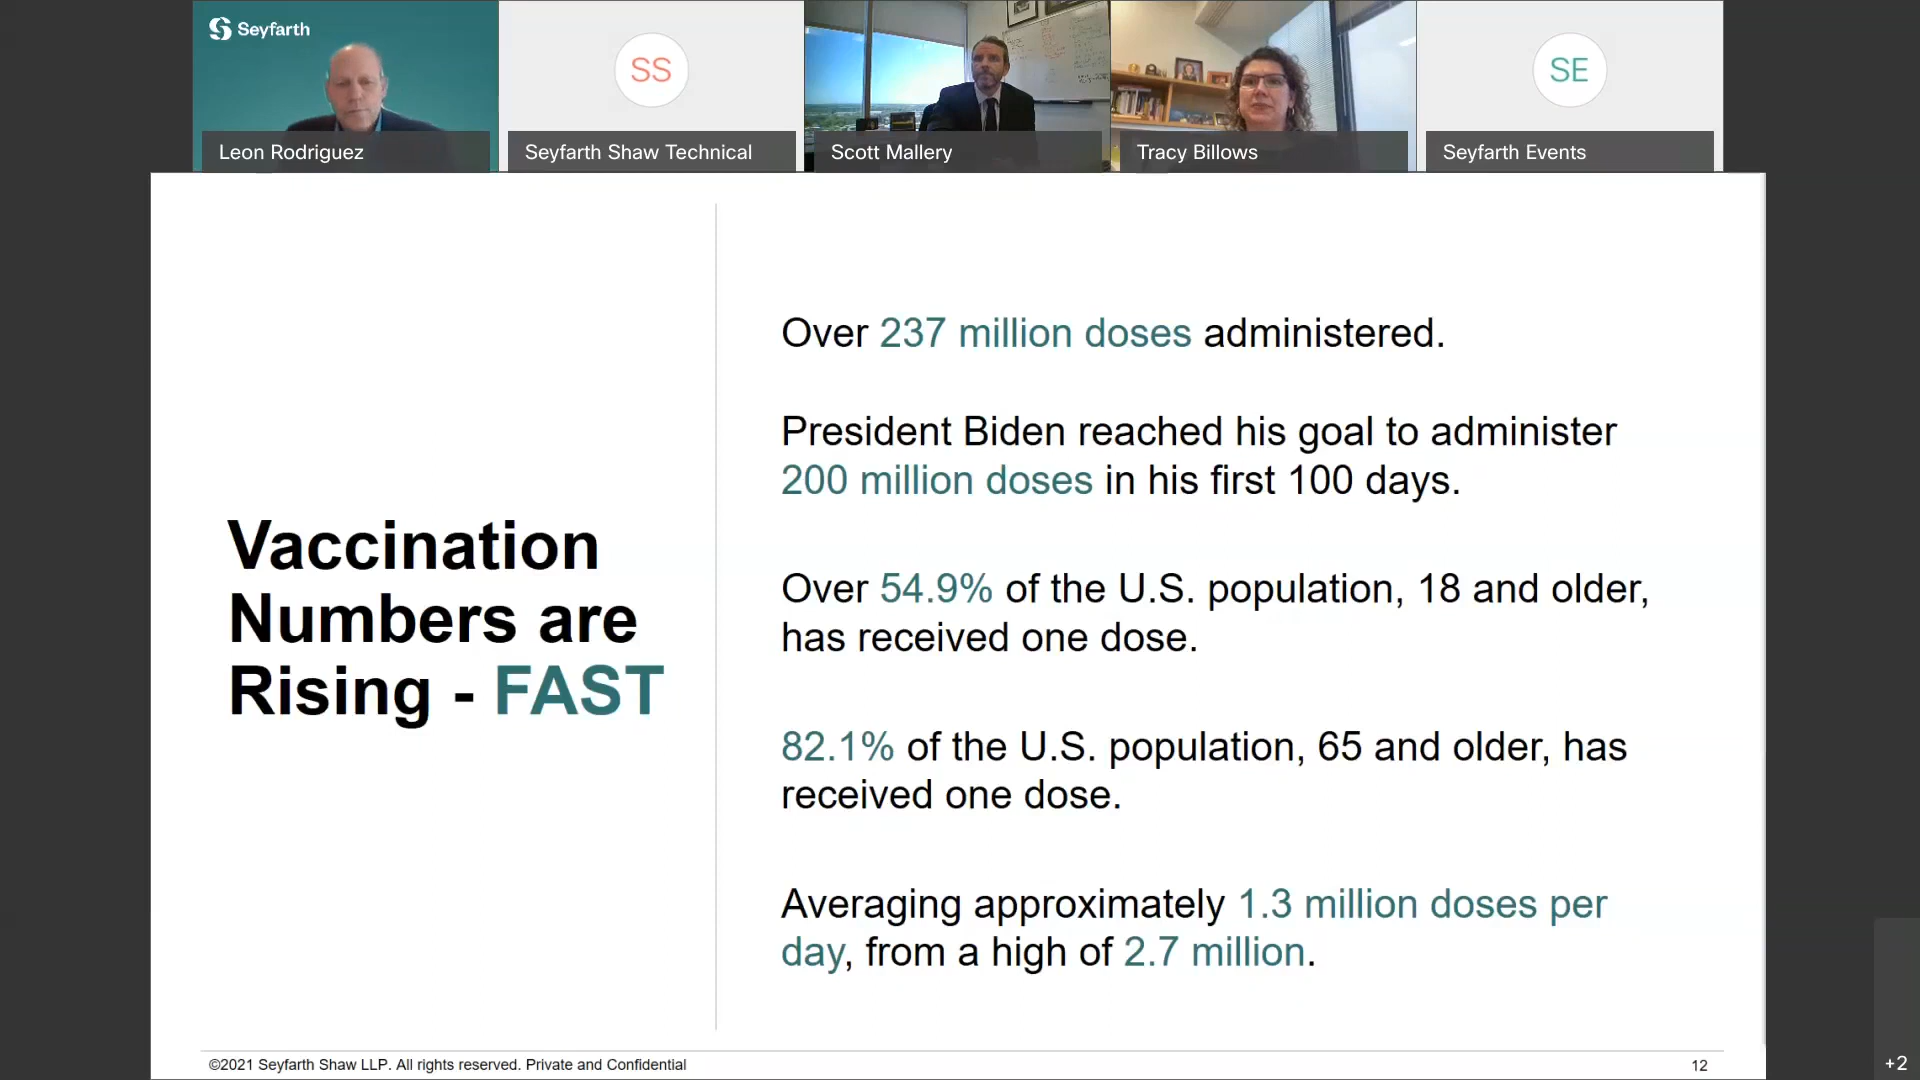 Seyfarth
SS
SE
Leon Rodriguez
Seyfarth Shaw Technical
Scott Mallery
Tracy Billows
Seyfarth Events
Vaccination
Numbers are
Rising - FAST
Over 237 million doses administered.
President Biden reached his goal to administer
200 million doses in his first 100 days.
Over 54.9% of the U.S. population, 18 and older,
has received one dose.
82.1% of the U.S. population, 65 and older, has
received one dose.
Averaging approximately 1.3 million doses per
day, from a high of 2.7 million.
©2021 Seyfarth Shaw LLP. All rights reserved. Private and Confidential
12
+2